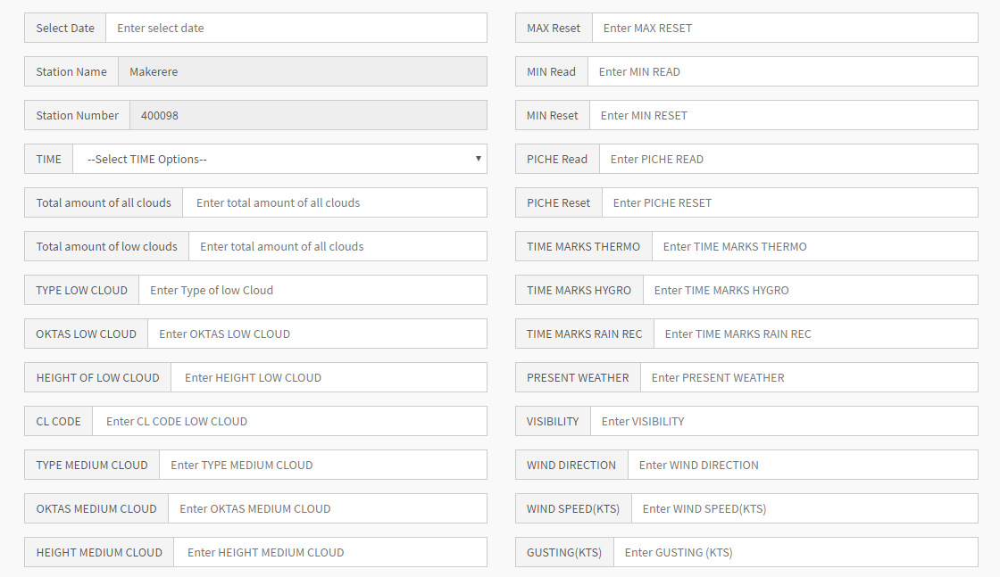 Select Date Enter select date
Station Name Makerere
Station Number 400098
TIME --Select TIME Options--
Total amount of all clouds Enter total amount of all clouds
Total amount of low clouds Enter total amount of all clouds
TYPE LOW CLOUD Enter Type of low Cloud
OKTAS LOW CLOUD Enter OKTAS LOW CLOUD
HEIGHT OF LOW CLOUD Enter HEIGHT LOW CLOUD
CL CODE Enter CL CODE LOW CLOUD
TYPE MEDIUM CLOUD Enter TYPE MEDIUM CLOUD
OKTAS MEDIUM CLOUD Enter OKTAS MEDIUM CLOUD
HEIGHT MEDIUM CLOUD Enter HEIGHT MEDIUM CLOUD
MAX Reset Enter MAX RESET
MIN Read Enter MIN READ
MIN Reset Enter MIN RESET
PICHE Read Enter PICHE READ
PICHE Reset Enter PICHE RESET
TIME MARKS THERMO Enter TIME MARKS THERMO
TIME MARKS HYGRO Enter TIME MARKS HYGRO
TIME MARKS RAIN REC Enter TIME MARKS RAIN REC
PRESENT WEATHER Enter PRESENT WEATHER
VISIBILITY Enter VISIBILITY
WIND DIRECTION Enter WIND DIRECTION
WIND SPEED(KTS) Enter WIND SPEED(KTS)
GUSTING(KTS) Enter GUSTING (KTS)